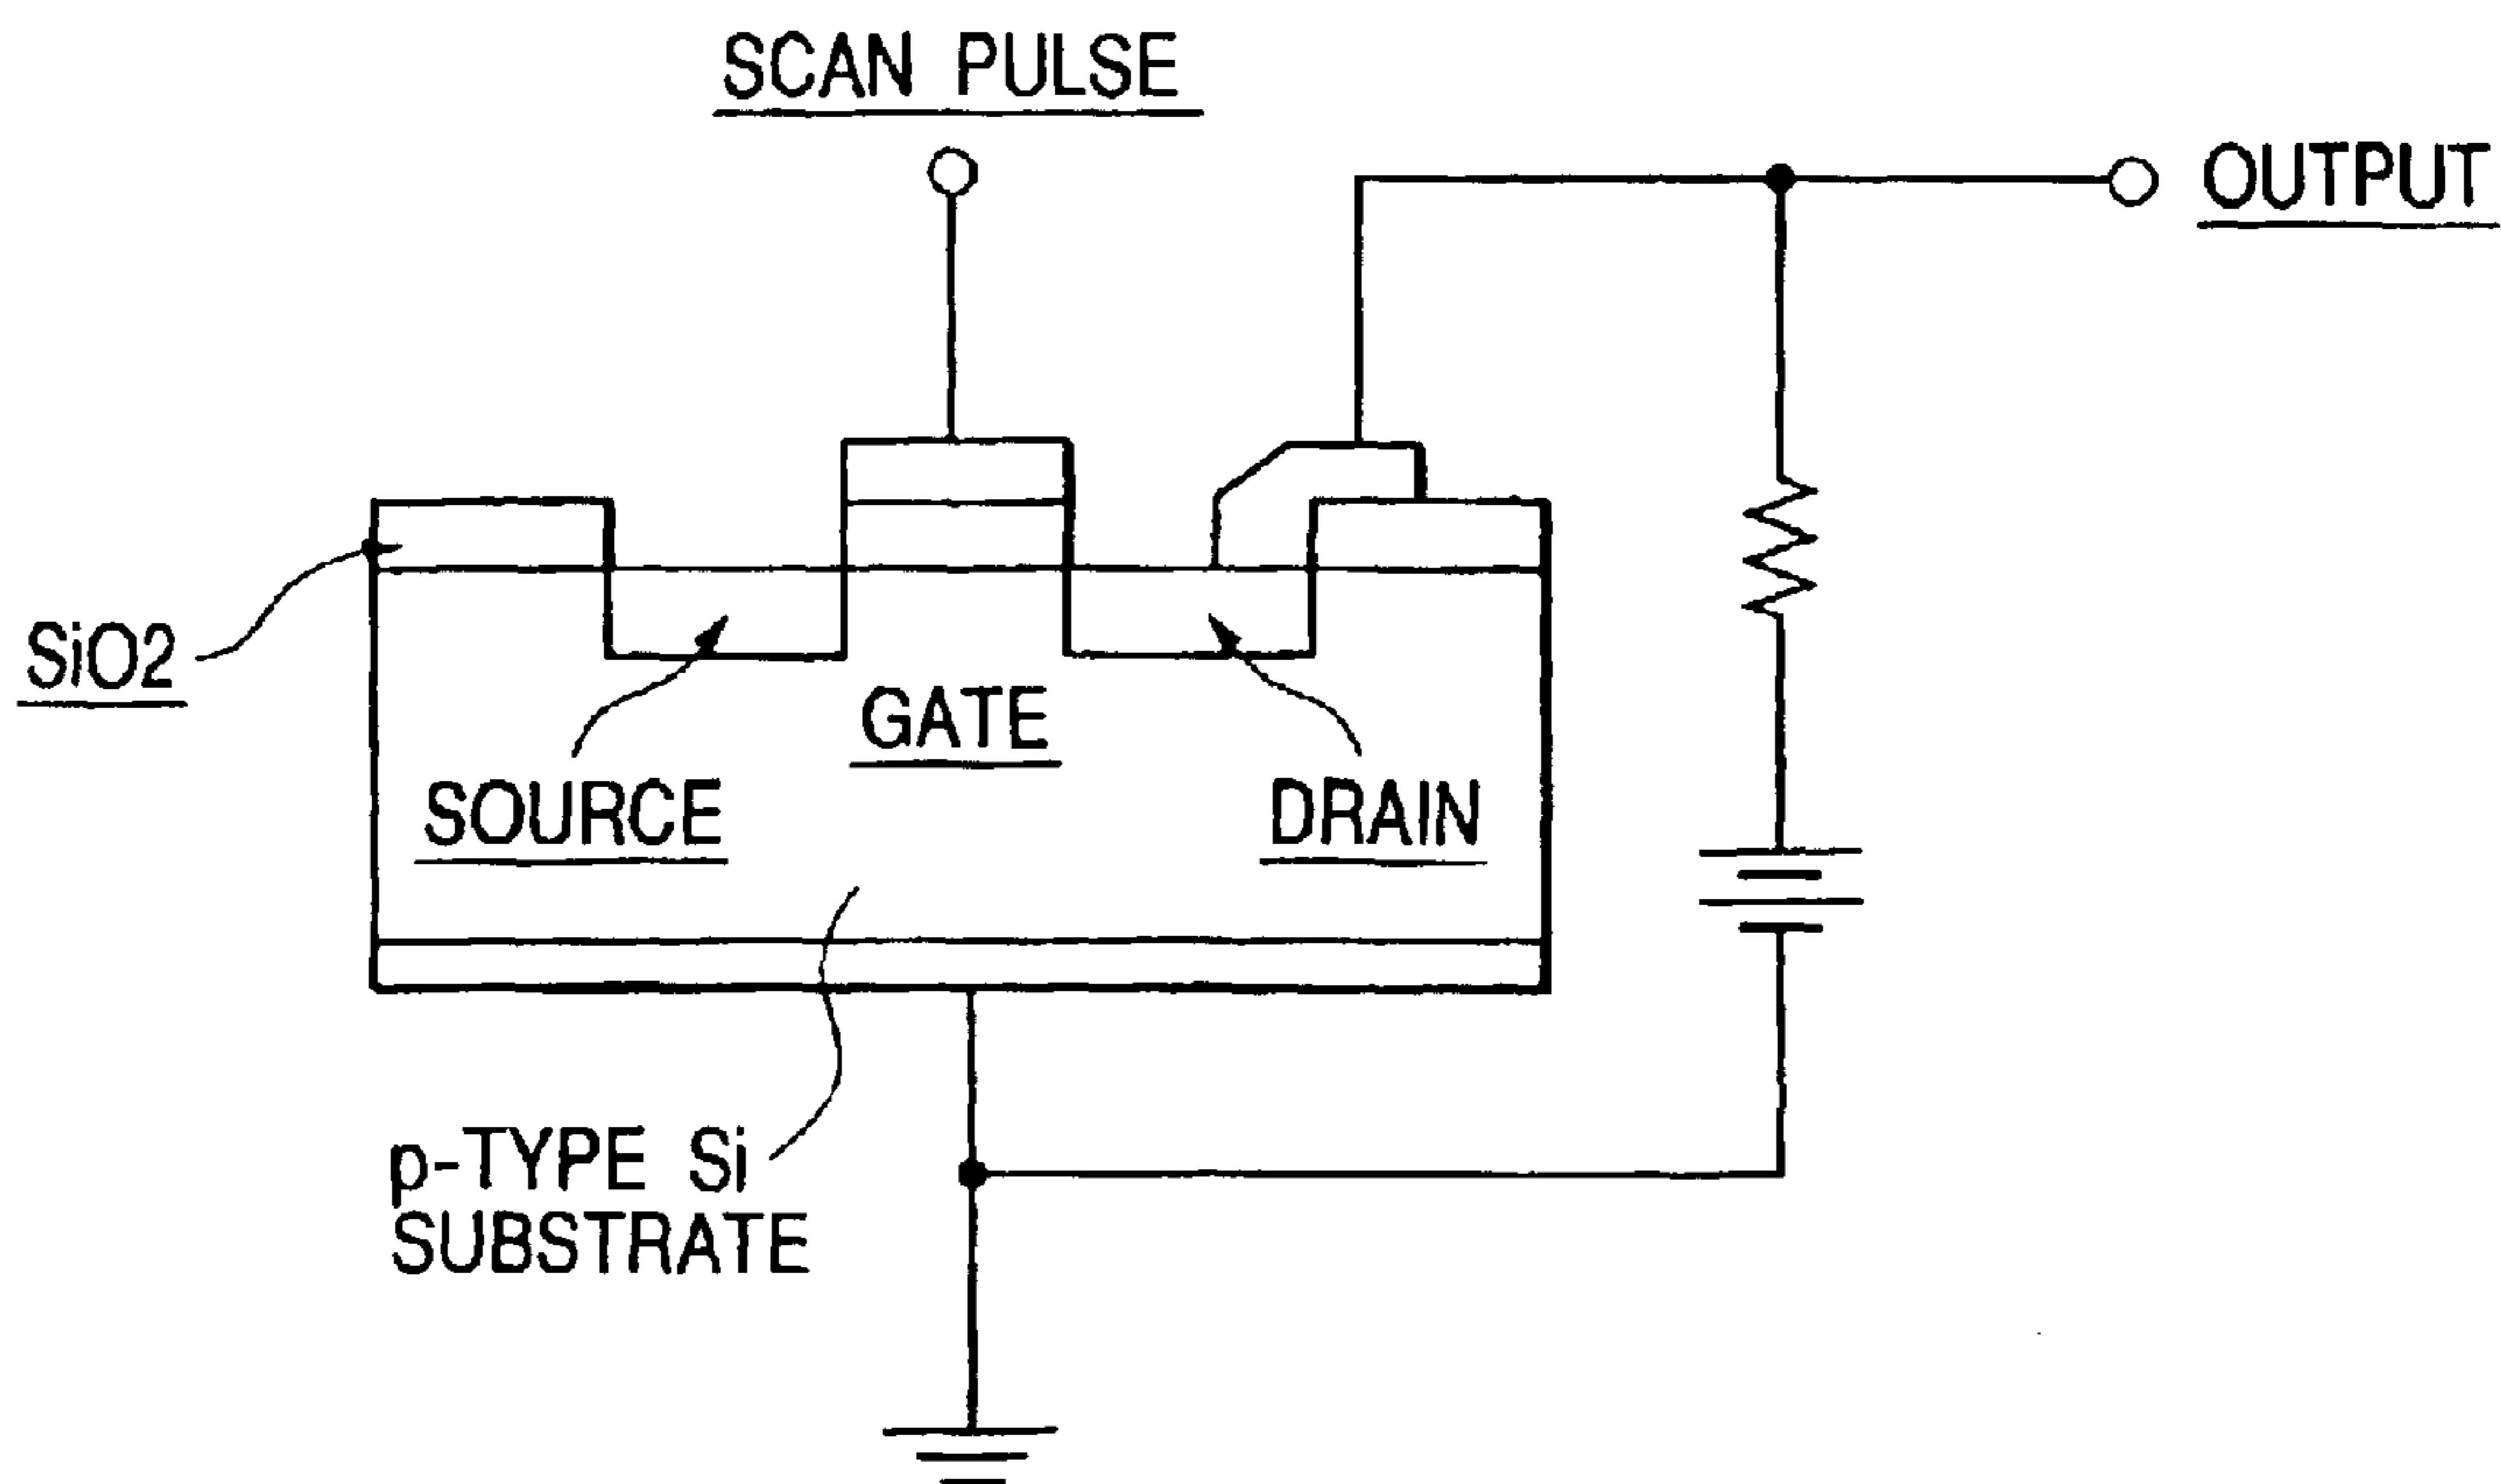 SCAN PULSE
OUTPUT
SiO2
GATE
SOURCE
DRAIN
p-TYPE Si
SUBSTRATE